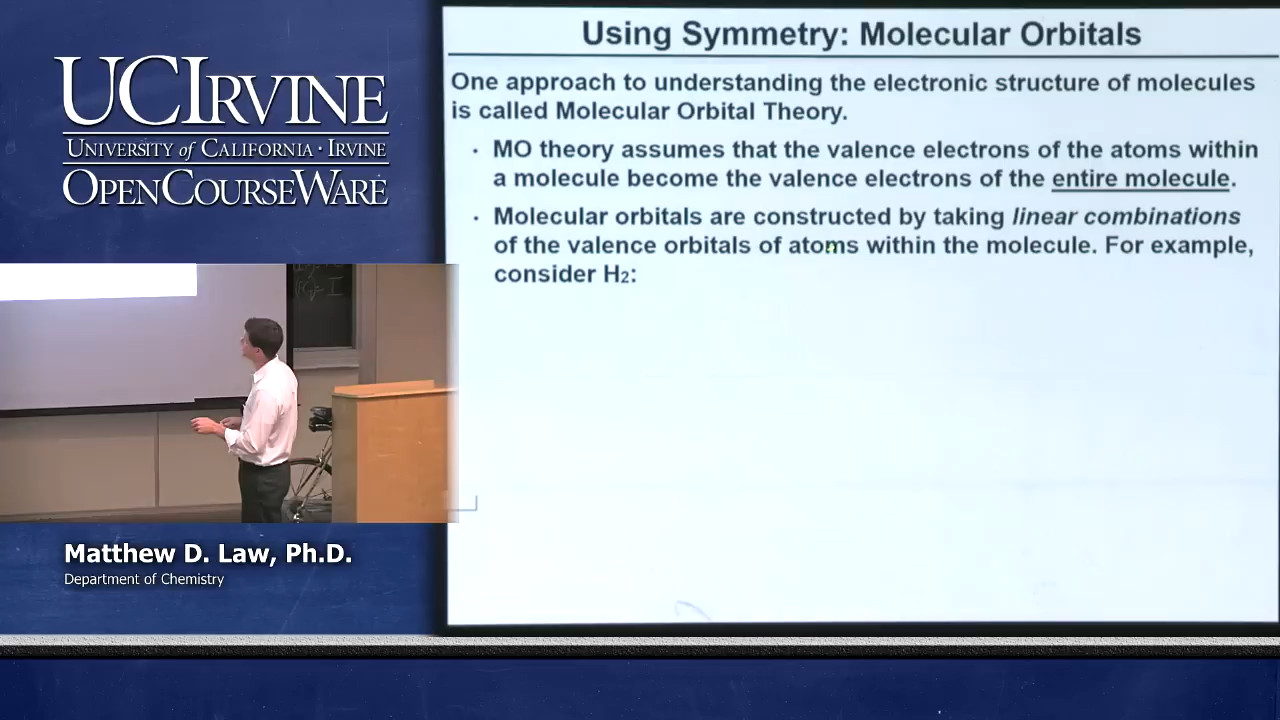 UCIRVINE
UNIVERSITY of CALIFORNIA · IRVINE
OPENCOURSEWARE
Matthew D. Law, Ph.D.
Department of Chemistry
Using Symmetry: Molecular Orbitals
One approach to understanding the electronic structure of molecules
is called Molecular Orbital Theory.
· MO theory assumes that the valence electrons of the atoms within
a molecule become the valence electrons of the entire molecule.
· Molecular orbitals are constructed by taking linear combinations
of the valence orbitals of atoms within the molecule. For example,
consider H₂: